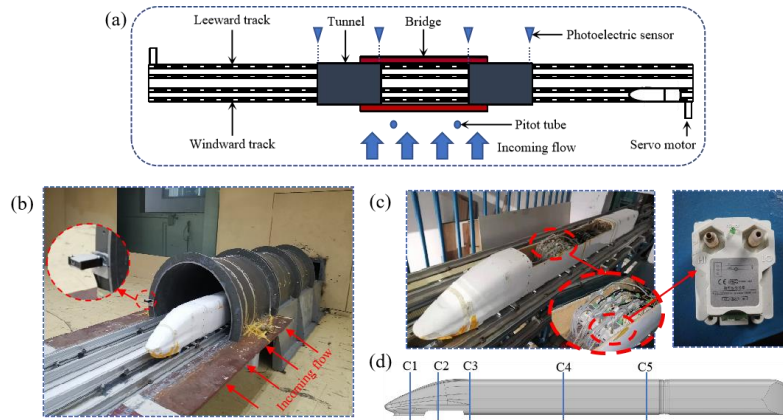 (a)
Leeward track
Tunnel
Bridge
Photoelectric sensor
Windward track
Pitot tube
Incoming flow
Servo motor
(b)
Incoming flow
(c)
H
CE
(d)
C1 C2 C3 C4 C5